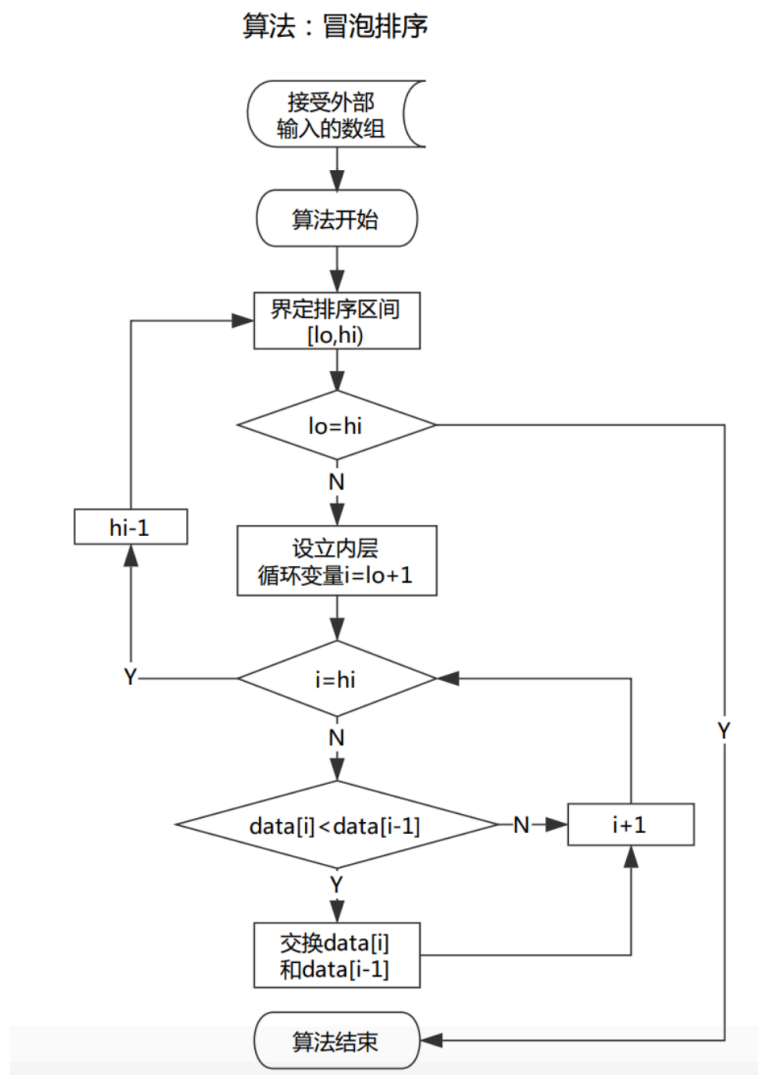 算法：冒泡排序
接受外部
输入的数组
算法开始
界定排序区间
[lo,hi)
lo=hi
N
hi-1
设立内层
循环变量i=lo+1
i=hi
Y
N
Y
data[i]<data[i-1]
N
i+1
Y
交换data[i]
和data[i-1]
算法结束